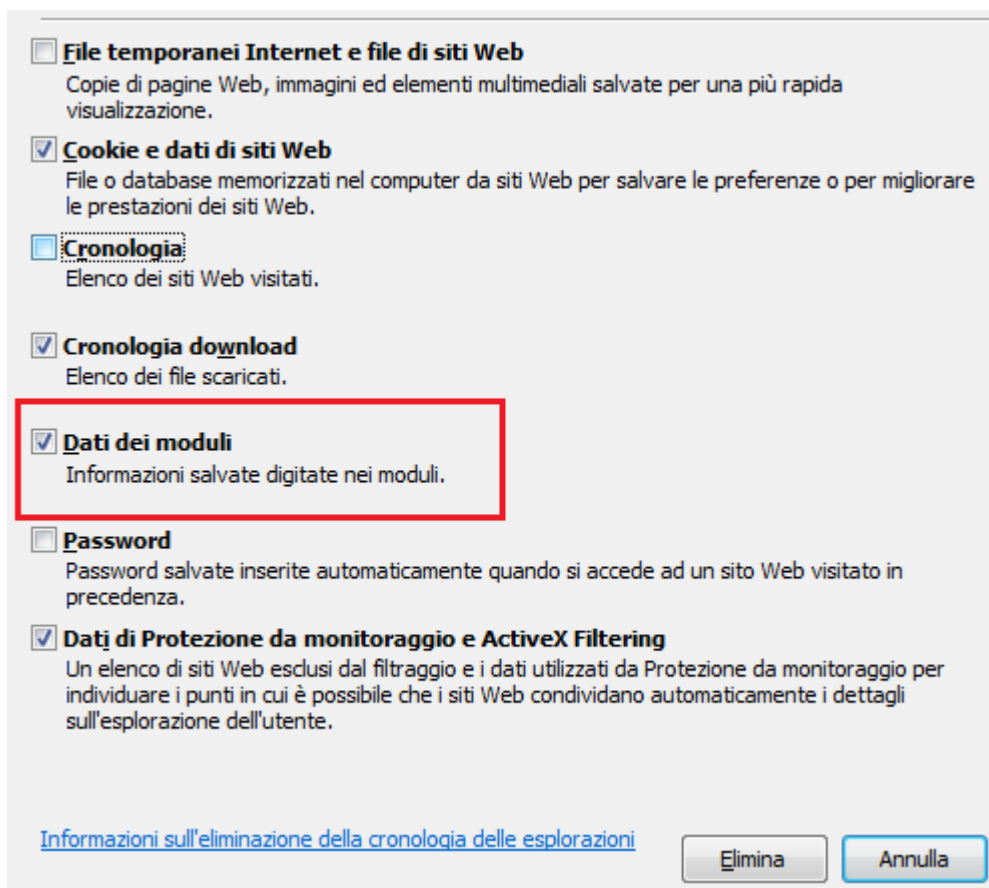 File temporanei Internet e file di siti Web
Copie di pagine Web, immagini ed elementi multimediali salvate per una più rapida
visualizzazione.
Cookie e dati di siti Web
File o database memorizzati nel computer da siti Web per salvare le preferenze o per migliorare
le prestazioni dei siti Web.
Cronologia
Elenco dei siti Web visitati.
Cronologia download
Elenco dei file scaricati.
Dati dei moduli
Informazioni salvate digitate nei moduli.
Password
Password salvate inserite automaticamente quando si accede ad un sito Web visitato in
precedenza.
Dati di Protezione da monitoraggio e ActiveX Filtering
Un elenco di siti Web esclusi dal filtraggio e i dati utilizzati da Protezione da monitoraggio per
individuare i punti in cui è possibile che i siti Web condividano automaticamente i dettagli
sull'esplorazione dell'utente.
Informazioni sull'eliminazione della cronologia delle esplorazioni
Elimina
Annulla